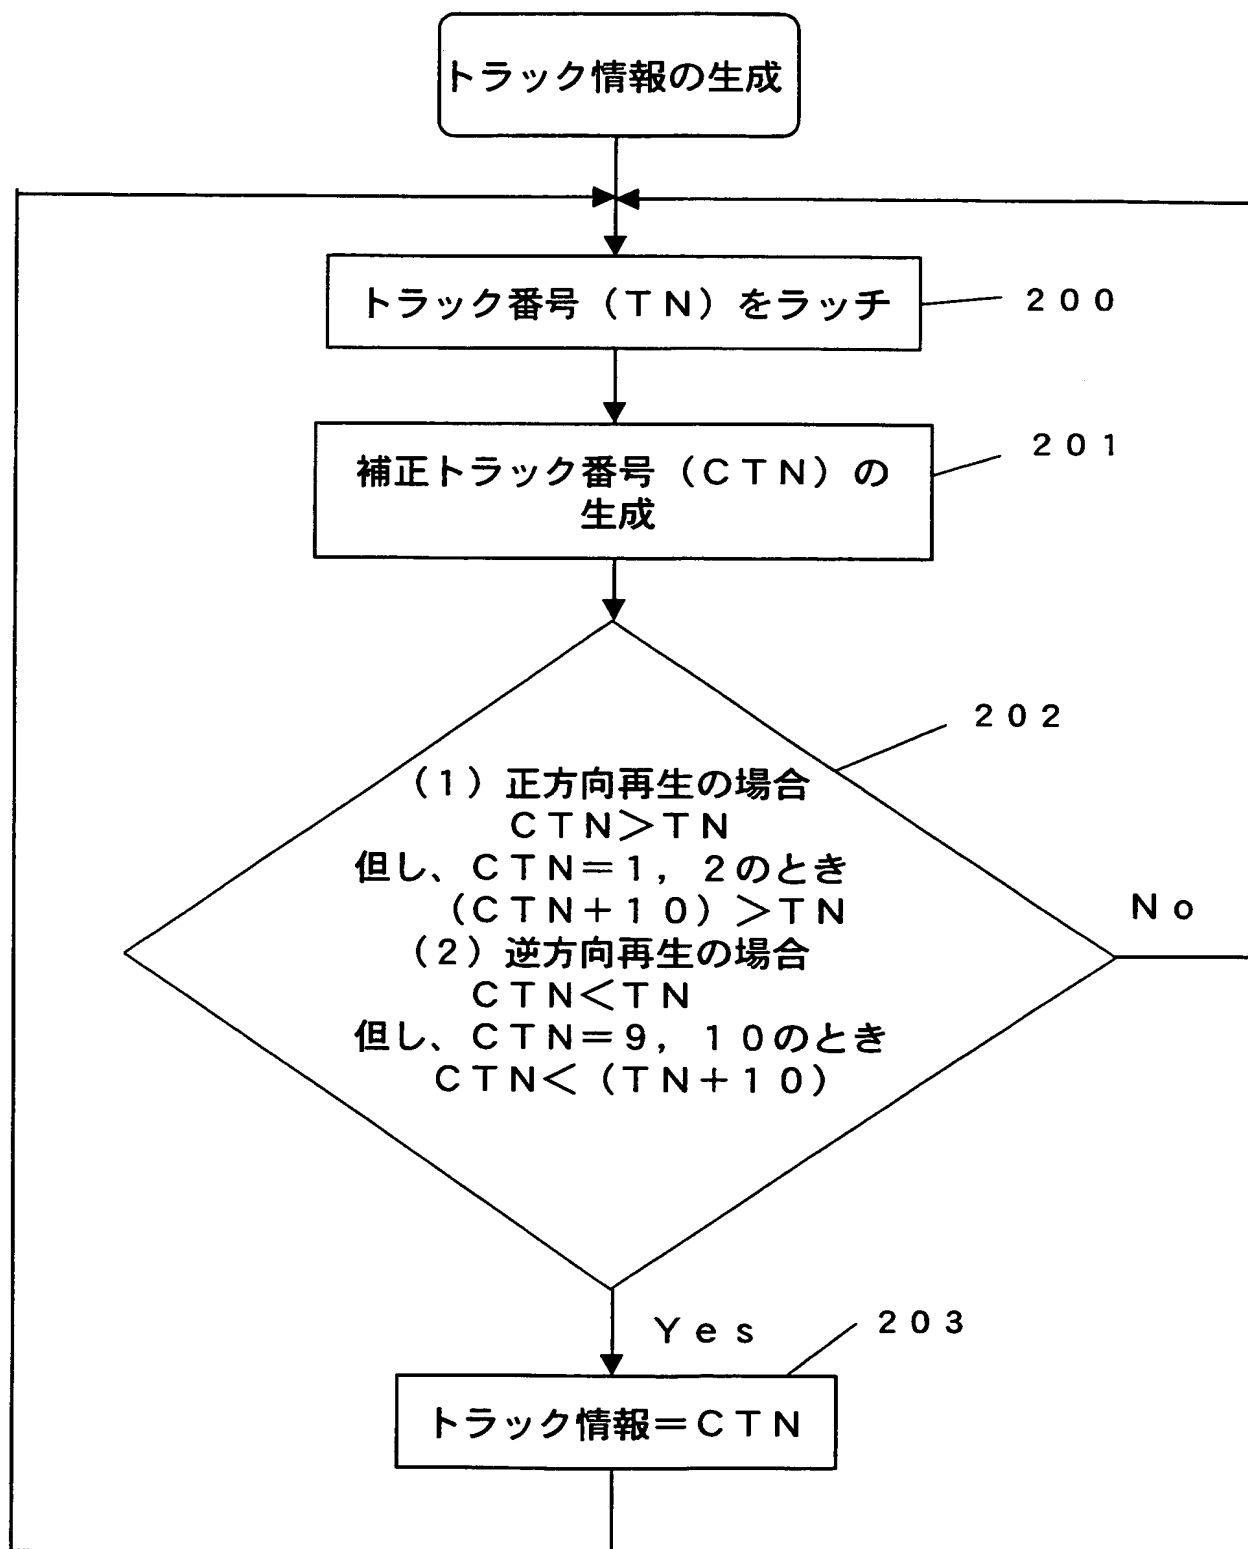 トラック情報の生成
トラック番号（ＴＮ）をラッチ
２００
補正トラック番号（ＣＴＮ）の
生成
２０１
２０２
（１）正方向再生の場合
ＣＴＮ＞ＴＮ
但し、ＣＴＮ＝１，２のとき
（ＣＴＮ＋１０）＞ＴＮ
（２）逆方向再生の場合
ＣＴＮ＜ＴＮ
但し、ＣＴＮ＝９，１０のとき
ＣＴＮ＜（ＴＮ＋１０）
Ｎｏ
Ｙｅｓ
２０３
トラック情報＝ＣＴＮ